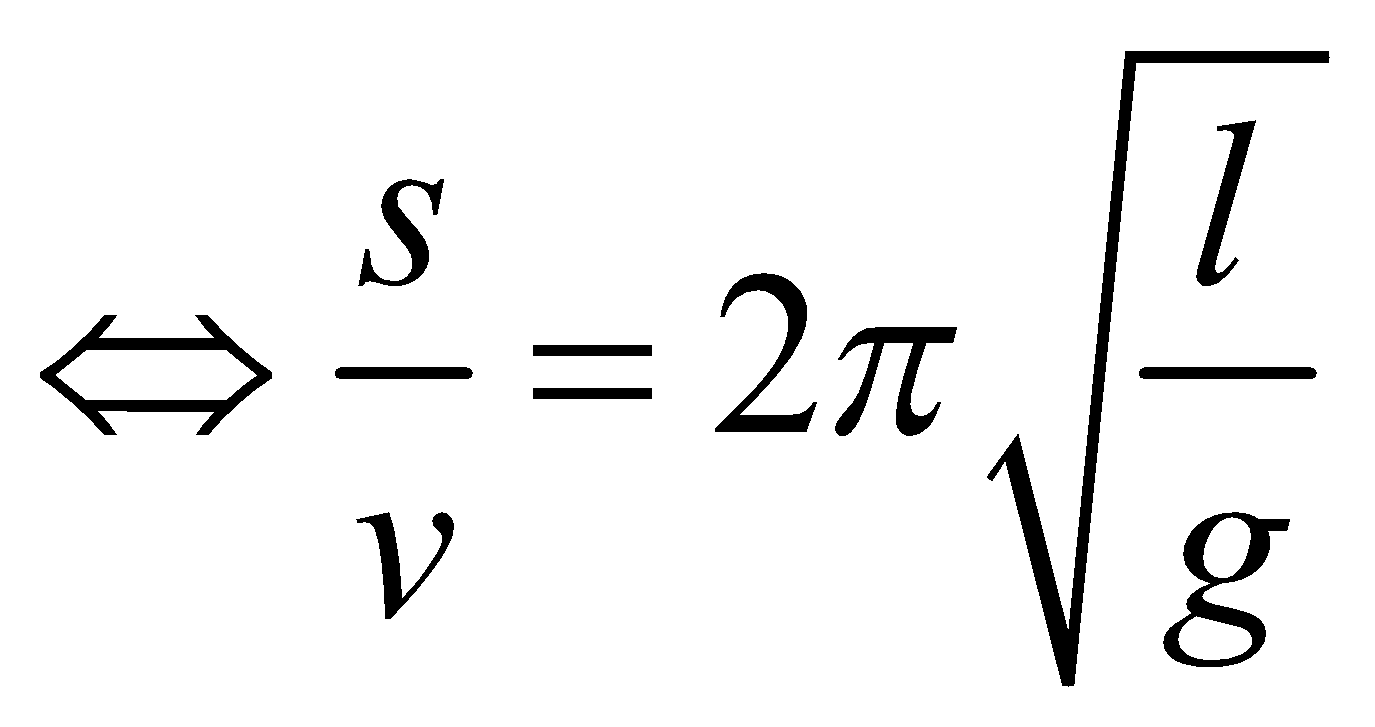 ⇔ s/v = 2π√(l/g)